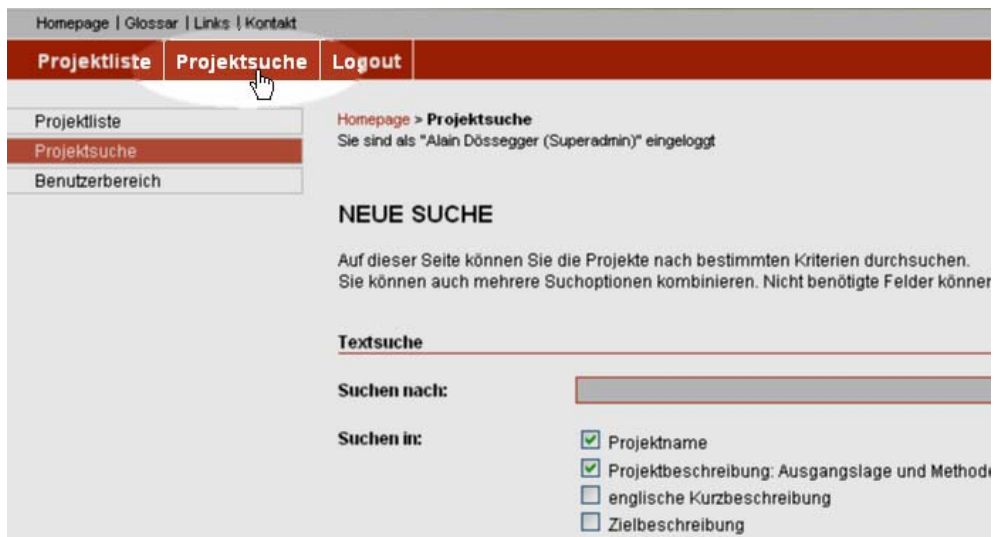 Homepage | Glossar | Links | Kontakt
Projektliste Projektsuche Logout
Projektliste
Projektsuche
Benutzerbereich
Homepage > Projektsuche
Sie sind als "Alain Dössegger (Superadmin)" eingeloggt
NEUE SUCHE
Auf dieser Seite können Sie die Projekte nach bestimmten Kriterien durchsuchen.
Sie können auch mehrere Suchoptionen kombinieren. Nicht benötigte Felder können
Textsuche
Suchen nach:
Suchen in:
Projektname
Projektbeschreibung: Ausgangslage und Methode
englische Kurzbeschreibung
Zielbeschreibung